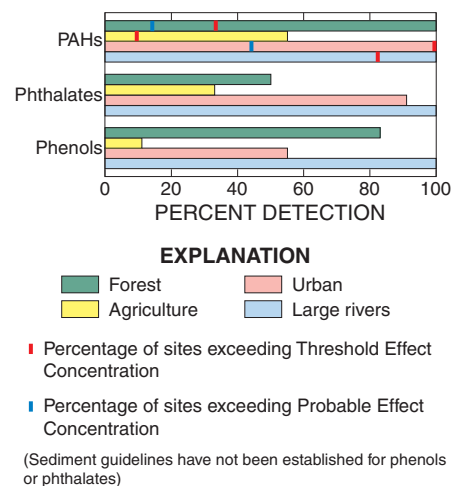 PAHs
Phthalates
Phenols
0 20 40 60 80 100
PERCENT DETECTION
EXPLANATION
Forest Urban
Agriculture Large rivers
Percentage of sites exceeding Threshold Effect
Concentration
Percentage of sites exceeding Probable Effect
Concentration
(Sediment guidelines have not been established for phenols
or phthalates)